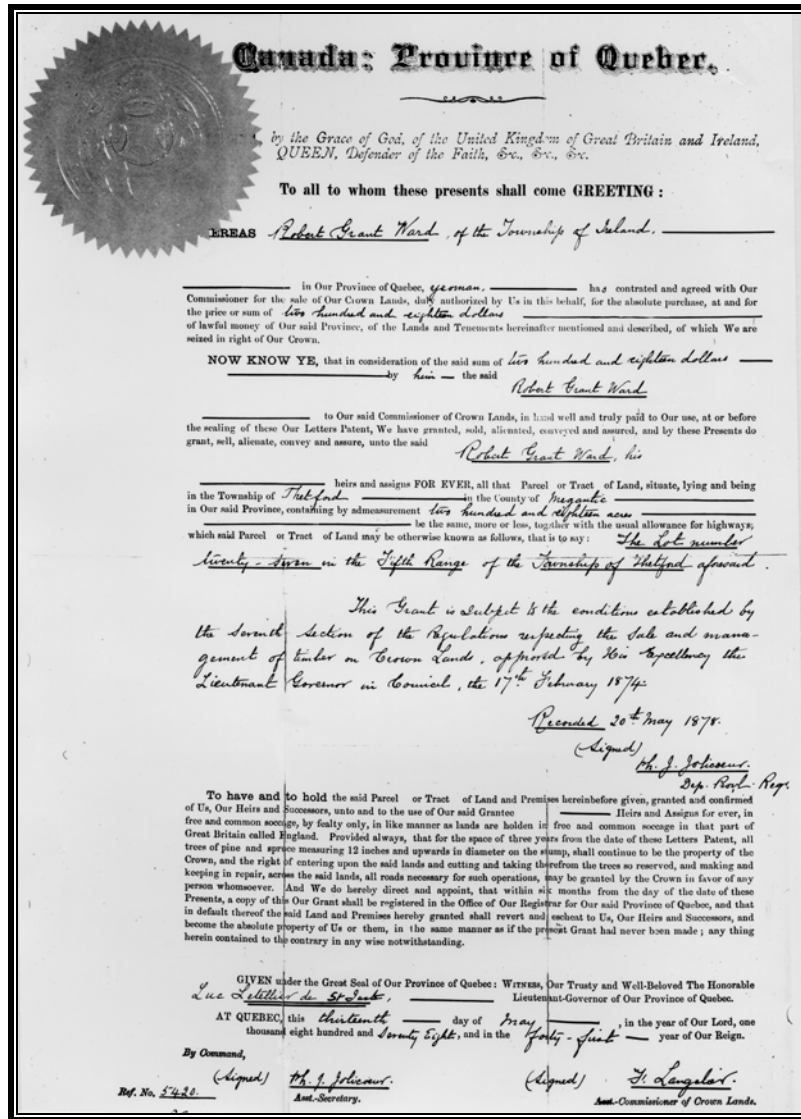 Canada: Province of Quebec.
by the Grace of God, of the United Kingdom of Great Britain and Ireland,
QUEEN, Defender of the Faith, &c., &c., &c.
To all to whom these presents shall come GREETING :
EREAS Robert Grant Ward, of the Township of Ireland,
in Our Province of Quebec, yeoman, has contrated and agreed with Our
Commissioner for the sale of Our Crown Lands, duly authorized by Us in this behalf, for the absolute purchase, at and for
the price or sum of two hundred and eighteen dollars
of lawful money of Our said Province, of the Lands and Tenements hereinafter mentioned and described, of which We are
seized in right of Our Crown.
NOW KNOW YE, that in consideration of the said sum of two hundred and eighteen dollars
by him the said
Robert Grant Ward
to Our said Commissioner of Crown Lands, in hand well and truly paid to Our use, at or before
the sealing of these Our Letters Patent, We have granted, sold, alienated, conveyed and assured, and by these Presents do
grant, sell, alienate, convey and assure, unto the said
Robert Grant Ward, his
heirs and assigns FOR EVER, all that Parcel or Tract of Land, situate, lying and being
in the Township of Thetford in the County of Megantic
in Our said Province, containing by admeasurement two hundred and eighteen acres
be the same, more or less, together with the usual allowance for highways;
which said Parcel or Tract of Land may be otherwise known as follows, that is to say: The Lot number
twenty-seven in the Fifth Range of the Township of Thetford aforesaid.
This Grant is subject to the conditions established by
the Seventh Section of the Regulations respecting the Sale and mana-
gement of timber on Crown Lands, approved by His Excellency the
Lieutenant Governor in Council, the 17th February 1874
Recorded 20th May 1878.
(Signed)
Ph. J. Jolicoeur.
Dep. Rovl. Regr.
To have and to hold the said Parcel or Tract of Land and Premises hereinbefore given, granted and confirmed
of Us, Our Heirs and Successors, unto and to the use of Our said Grantee Heirs and Assigns for ever, in
free and common soccage, by fealty only, in like manner as lands are holden in free and common socage in that part of
Great Britain called England. Provided always, that for the space of three years from the date of these Letters Patent, all
trees of pine and spruce measuring 12 inches and upwards in diameter on the stump, shall continue to be the property of the
Crown, and the right of entering upon the said lands and cutting and taking therefrom the trees so reserved, and making and
keeping in repair, across the said lands, all roads necessary for such operations, may be granted by the Crown in favor of any
person whomsoever. And We do hereby direct and appoint, that within six months from the day of the date of these
Presents, a copy of this Our Grant shall be registered in the Office of Our Registrar for Our said Province of Quebec, and that
in default thereof the said Land and Premises hereby granted shall revert and escheat to Us, Our Heirs and Successors, and
become the absolute property of Us or them, in the same manner as if the present Grant had never been made ; any thing
herein contained to the contrary in any wise notwithstanding.
GIVEN under the Great Seal of Our Province of Quebec : WITNESS, Our Trusty and Well-Beloved The Honorable
Luc Letellier de St Just, Lieutenant-Governor of Our Province of Quebec.
AT QUEBEC, this thirteenth day of May , in the year of Our Lord, one
thousand eight hundred and Seventy Eight, and in the forty-first year of Our Reign.
By Command,
(Signed) Ph. J. Jolicoeur. (Signed) F. Langelier.
Ref. No. 5420. Asst.-Secretary. Asst.-Commissioner of Crown Lands.